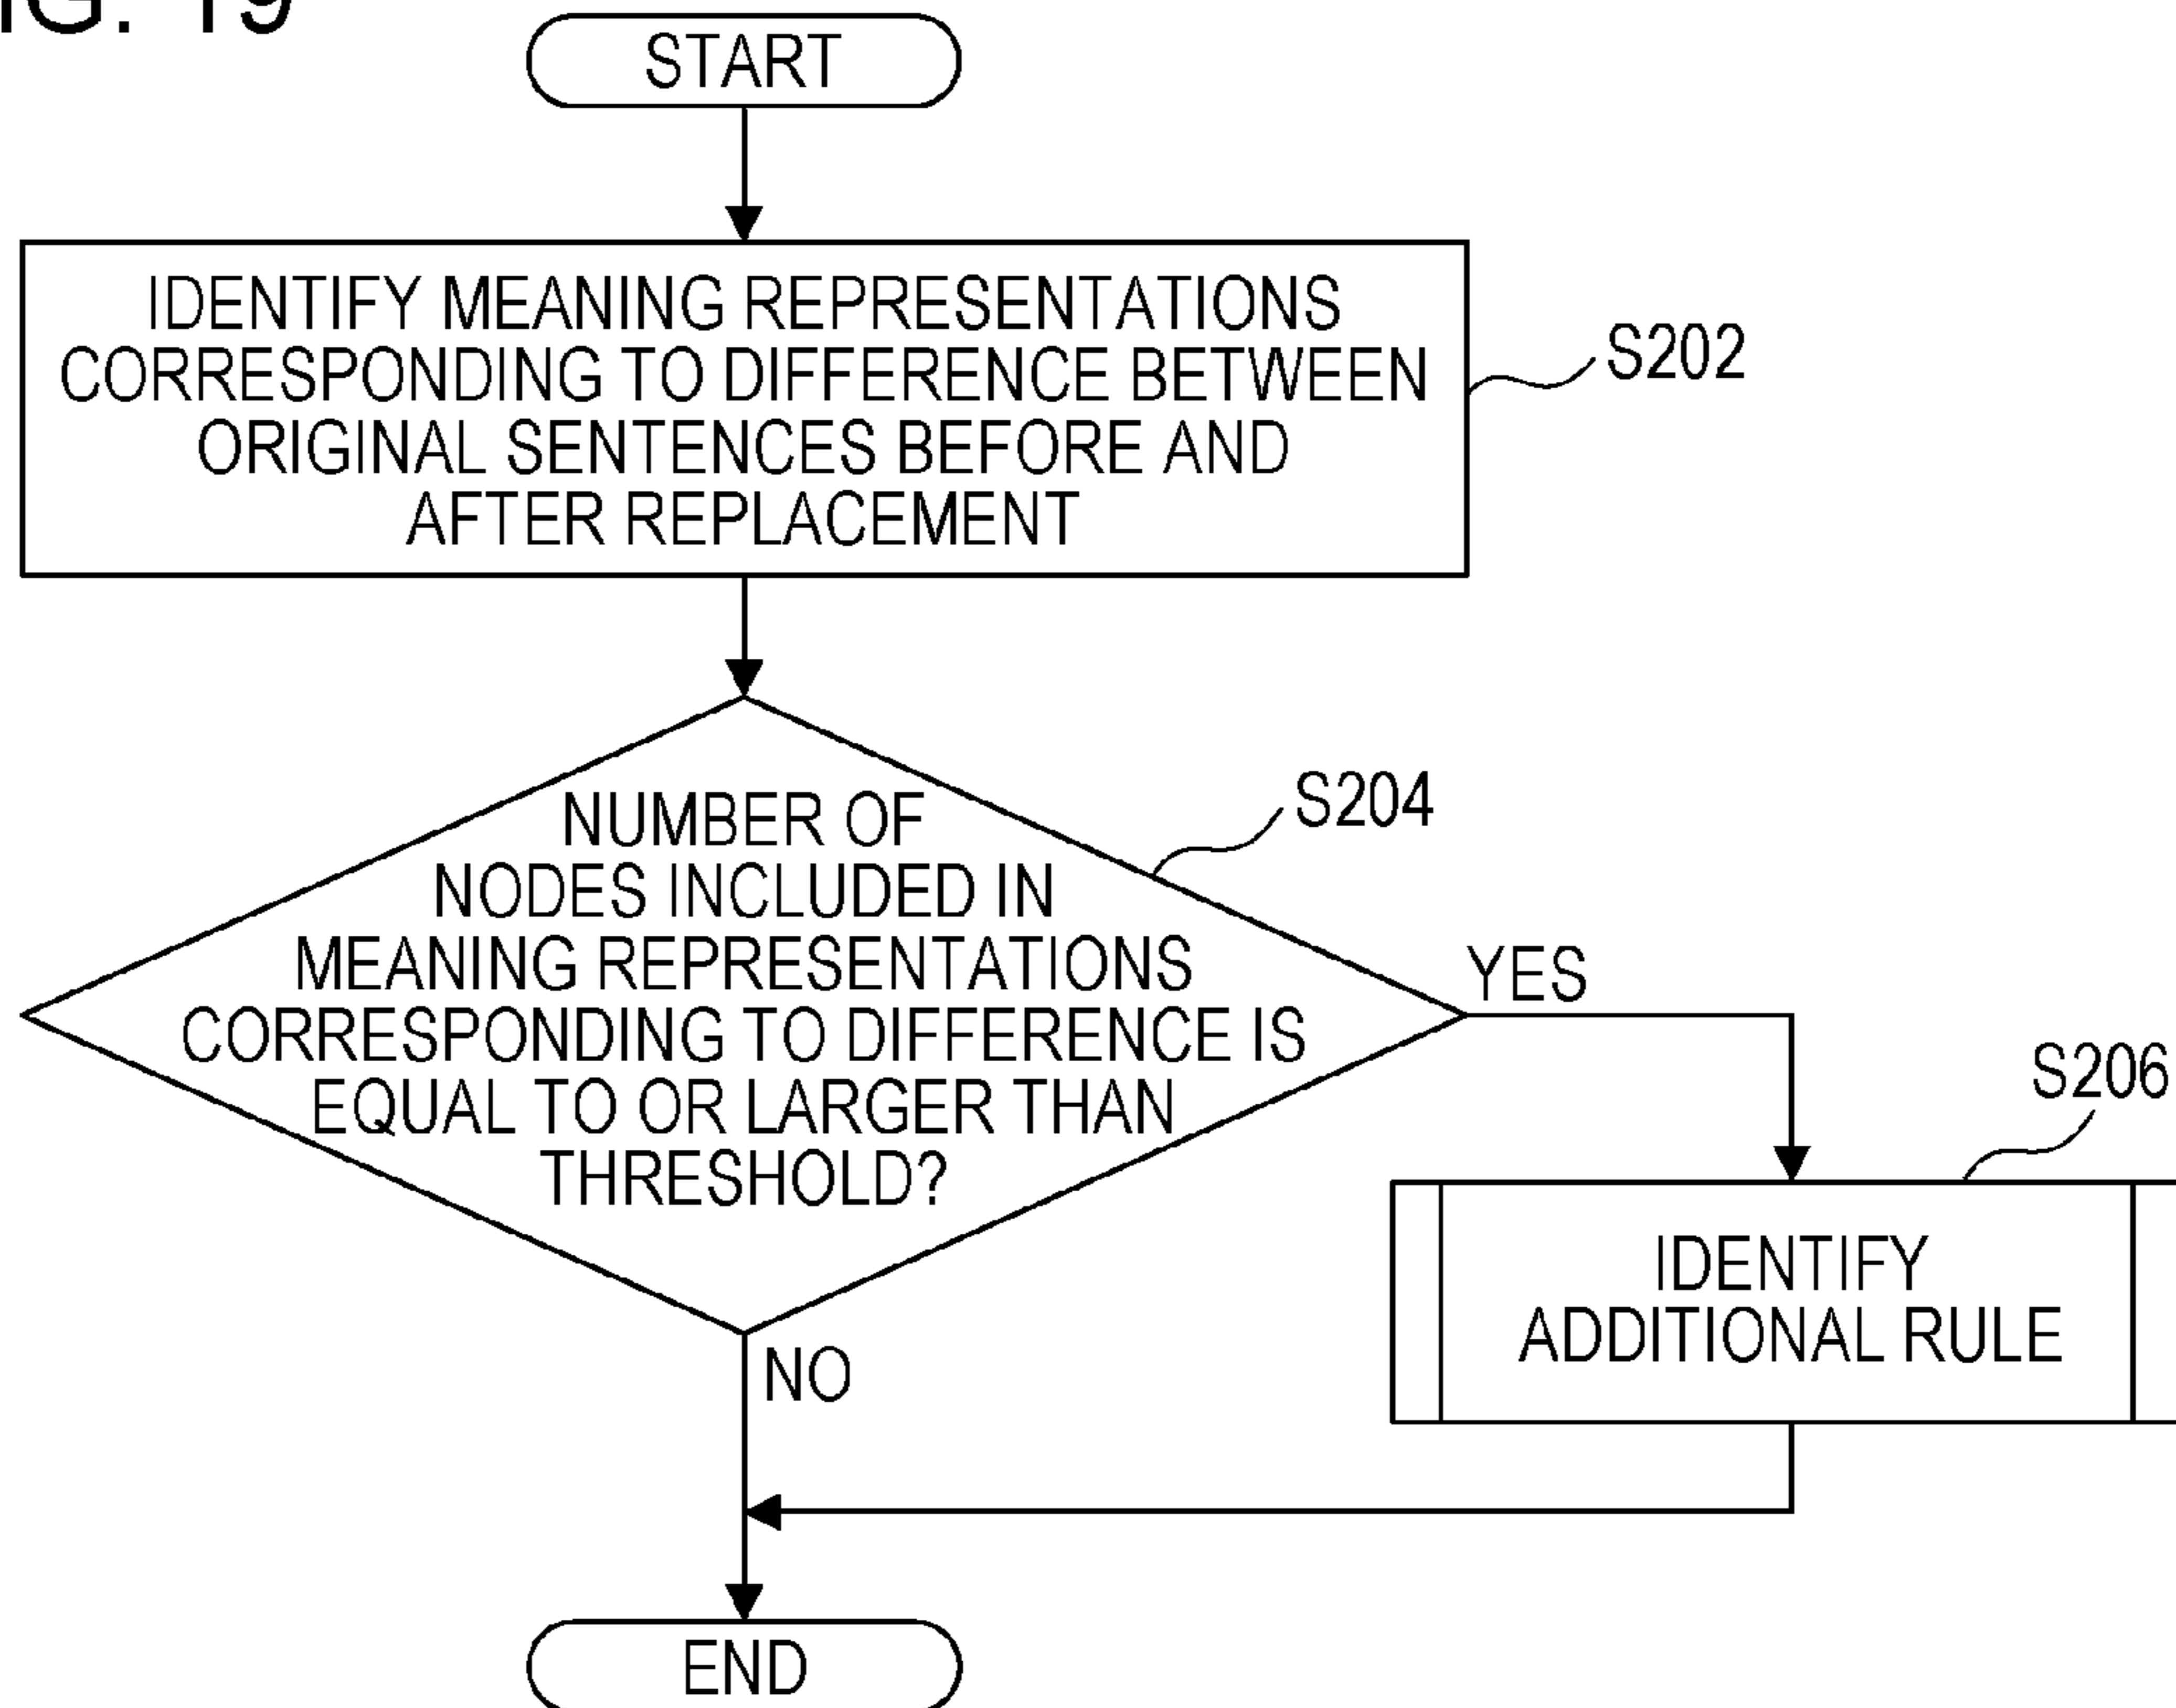 FIG. 19
START
IDENTIFY MEANING REPRESENTATIONS
CORRESPONDING TO DIFFERENCE BETWEEN
ORIGINAL SENTENCES BEFORE AND
AFTER REPLACEMENT
S202
NUMBER OF
NODES INCLUDED IN
MEANING REPRESENTATIONS
CORRESPONDING TO DIFFERENCE IS
EQUAL TO OR LARGER THAN
THRESHOLD?
S204
YES
S206
IDENTIFY
ADDITIONAL RULE
NO
END